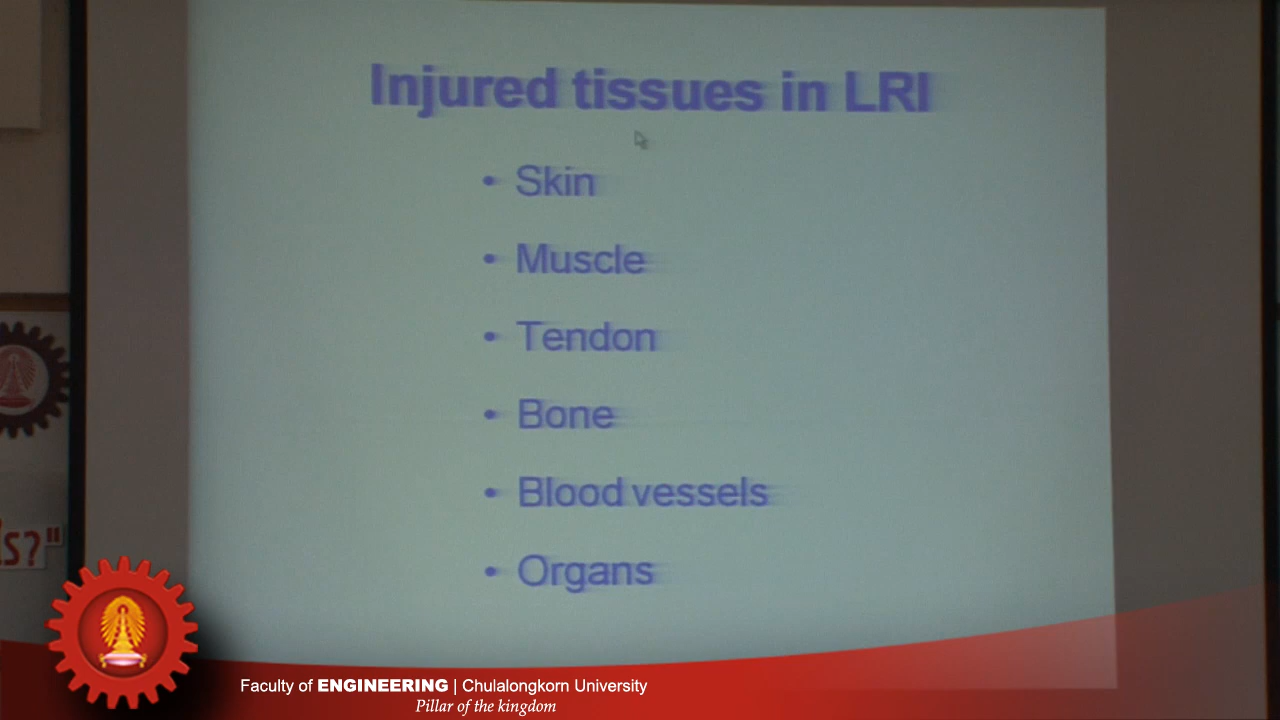 Injured tissues in LRI
• Skin
• Muscle
• Tendon
• Bone
• Blood vessels
• Organs
s?"
Faculty of ENGINEERING | Chulalongkorn University
Pillar of the kingdom